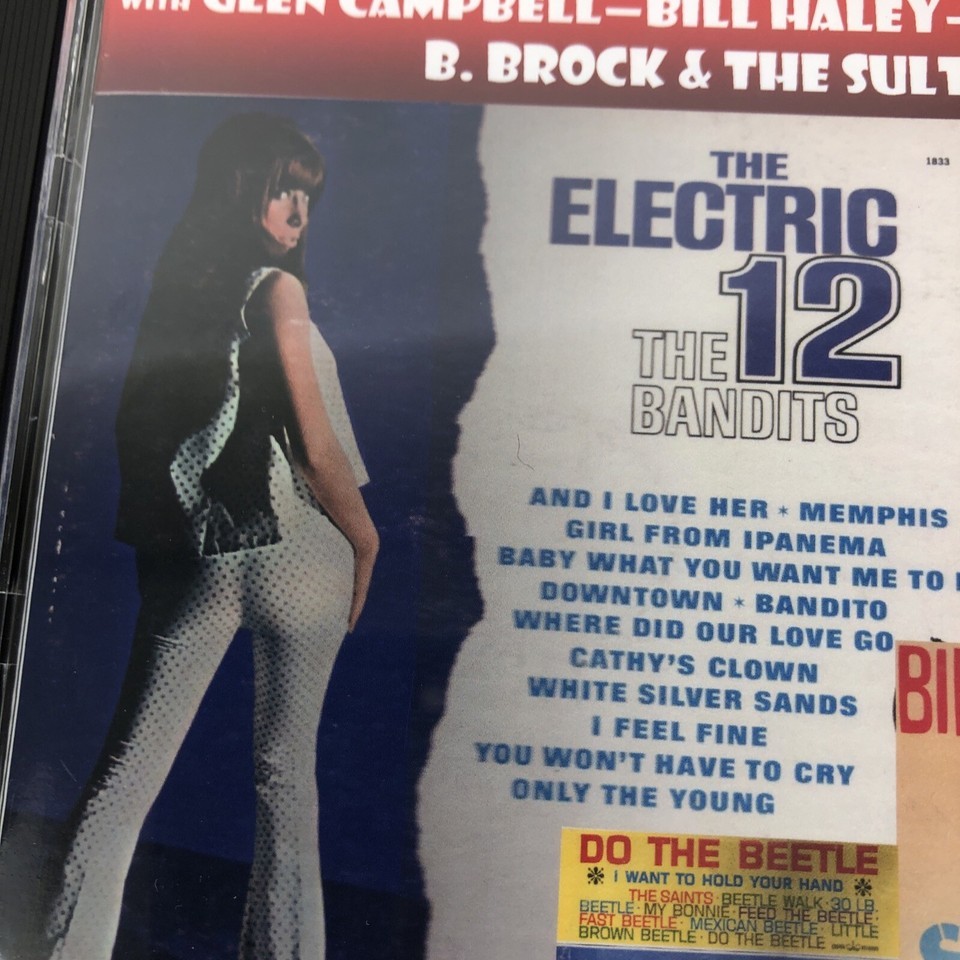 WITH GLEN CAMPBELL—BILL HALEY—
B. BROCK & THE SULT
THE
1833
ELECTRIC
12
THE
BANDITS
AND I LOVE HER * MEMPHIS
GIRL FROM IPANEMA
BABY WHAT YOU WANT ME TO
DOWNTOWN * BANDITO
WHERE DID OUR LOVE GO
CATHY'S CLOWN
WHITE SILVER SANDS
I FEEL FINE
YOU WON'T HAVE TO CRY
ONLY THE YOUNG
BI
DO THE BEETLE
* I WANT TO HOLD YOUR HAND *
THE SAINTS · BEETLE WALK · 30 LB.
BEETLE · MY BONNIE · FEED THE BEETLE ·
FAST BEETLE · MEXICAN BEETLE · LITTLE
BROWN BEETLE · DO THE BEETLE